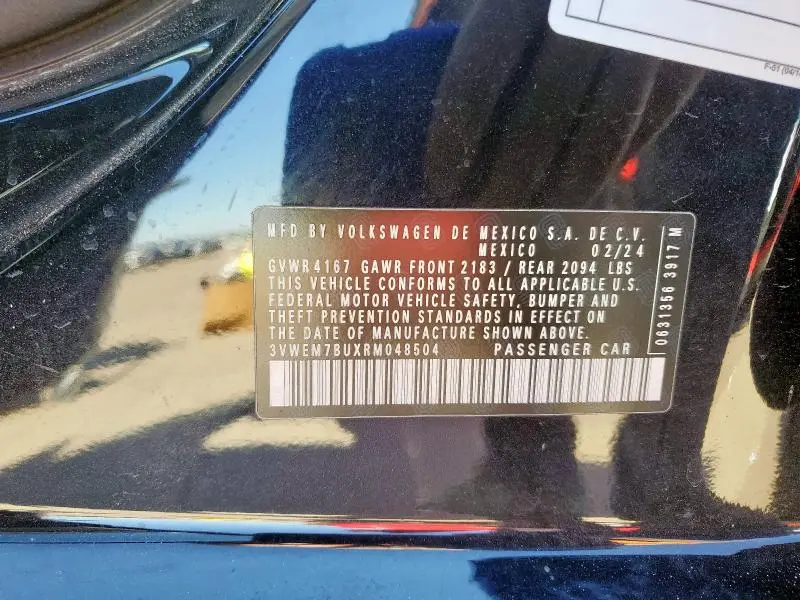 MFD BY VOLKSWAGEN DE MEXICO S.A. DE C.V.
MEXICO 02/24
GVWR 4167 GAWR FRONT 2183 / REAR 2094 LBS
THIS VEHICLE CONFORMS TO ALL APPLICABLE U.S.
FEDERAL MOTOR VEHICLE SAFETY, BUMPER AND
THEFT PREVENTION STANDARDS IN EFFECT ON
THE DATE OF MANUFACTURE SHOWN ABOVE.
3VWEM7BUXRM048504 PASSENGER CAR
0631356 3917 M